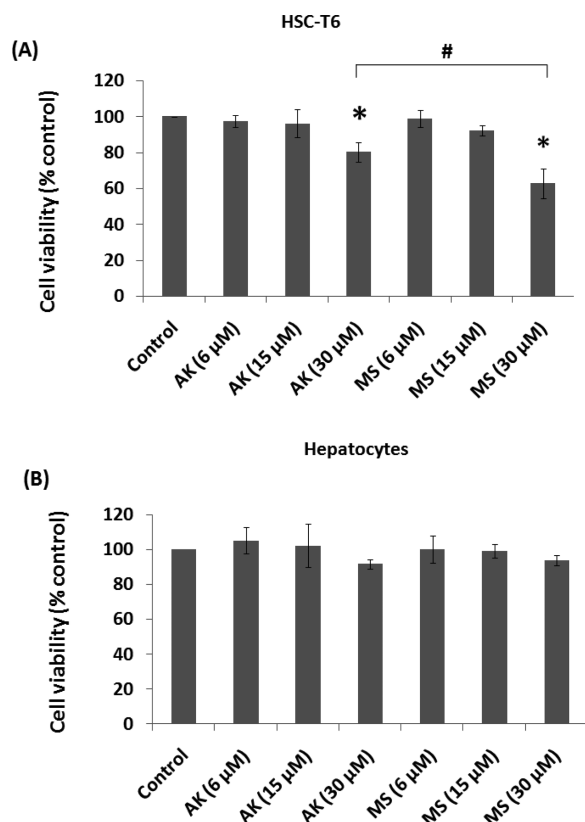 HSC-T6
(A)
#
120
*
100
*
80
60
40
20
0
Cell viability (% control)
Control
AK (6 µM)
AK (15 µM)
AK (30 µM)
MS (6 µM)
MS (15 µM)
MS (30 µM)
Hepatocytes
(B)
120
100
80
60
40
20
0
Cell viability (% control)
Control
AK (6 µM)
AK (15 µM)
AK (30 µM)
MS (6 µM)
MS (15 µM)
MS (30 µM)